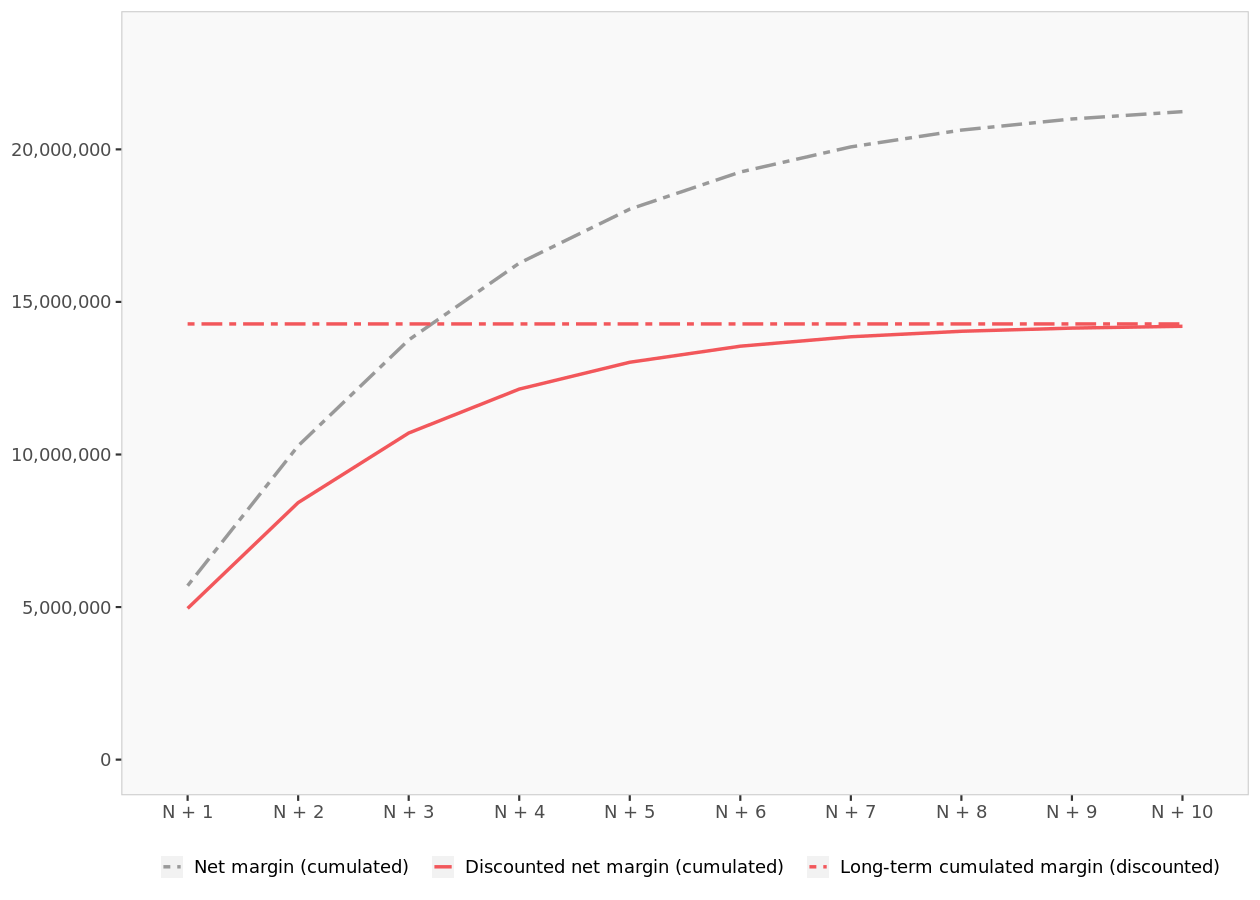 20,000,000
15,000,000
10,000,000
5,000,000
0
N + 1 N + 2 N + 3 N + 4 N + 5 N + 6 N + 7 N + 8 N + 9 N + 10
Net margin (cumulated) Discounted net margin (cumulated) Long-term cumulated margin (discounted)